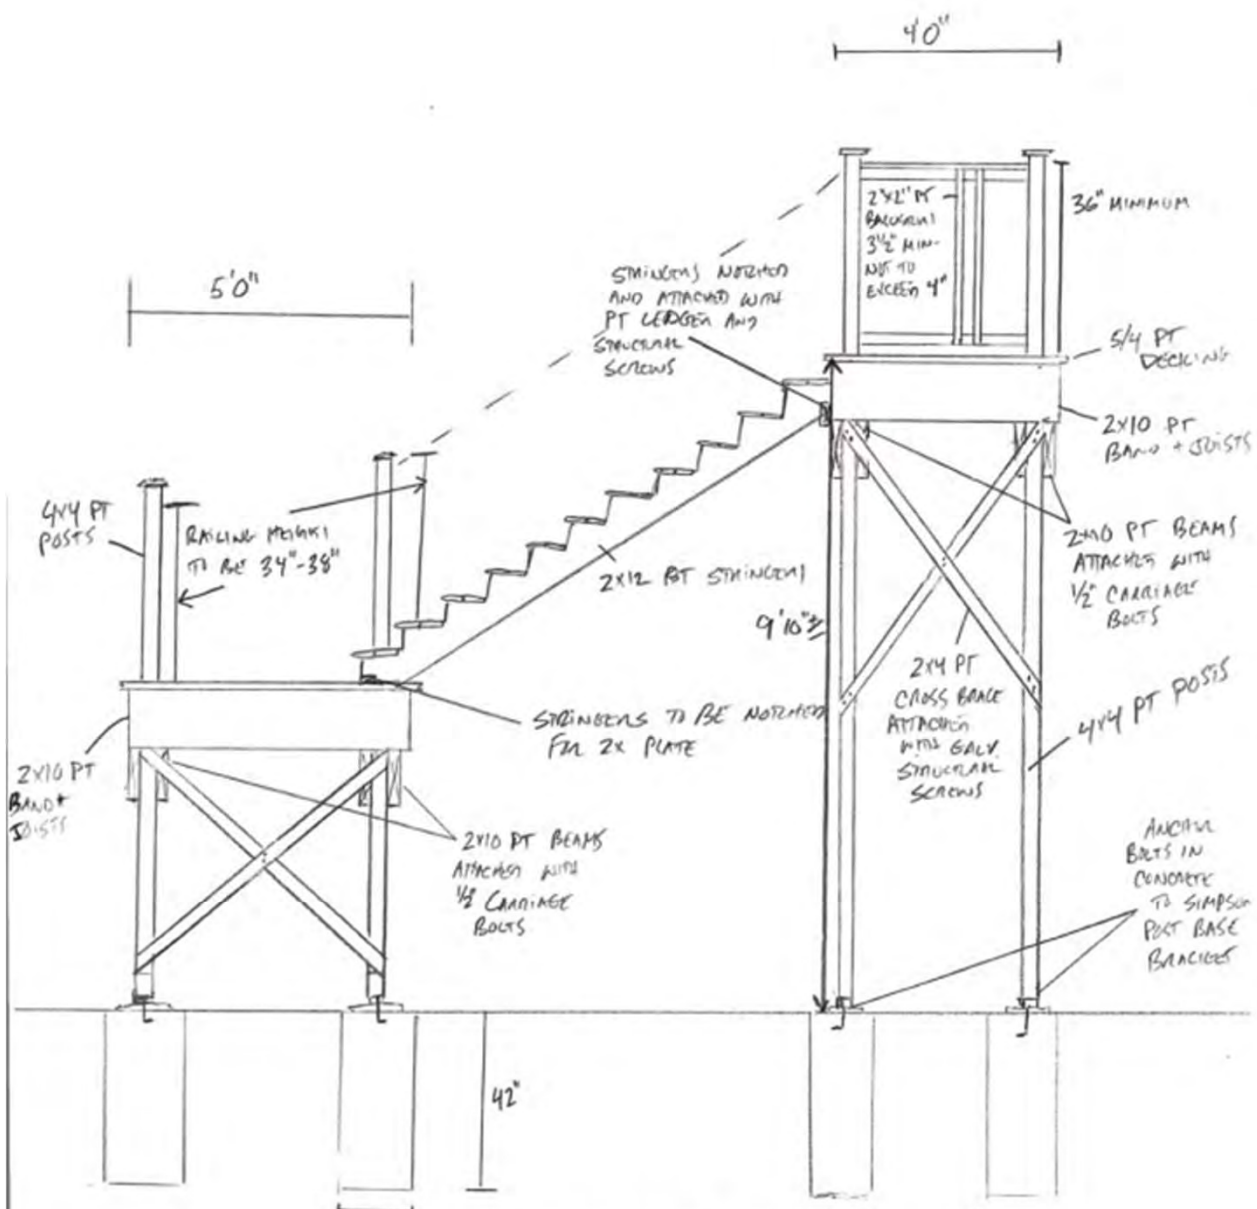 4'0"
2"x2" PT
BALUSTERS
3½" MIN-
NOT TO
EXCEED 4"
36" MINIMUM
5'0"
STRINGERS NOTCHED
AND ATTACHED WITH
PT LEDGER AND
STRUCTURAL
SCREWS
5/4 PT
DECKING
2x10 PT
BAND + JOISTS
4x4 PT
POSTS
RAILING HEIGHT
TO BE 34"-38"
2x12 PT STRINGERS
2x10 PT BEAMS
ATTACHED WITH
1/2" CARRIAGE
BOLTS
9'10"
2x4 PT
CROSS BRACE
ATTACHED
WITH GALV.
STRUCTURAL
SCREWS
4x4 PT POSTS
STRINGERS TO BE NOTCHED
FOR 2x PLATE
2x10 PT
BAND +
JOISTS
2x10 PT BEAMS
ATTACHED WITH
1/2" CARRIAGE
BOLTS
ANCHOR
BOLTS IN
CONCRETE
TO SIMPSON
POST BASE
BRACKET
42"